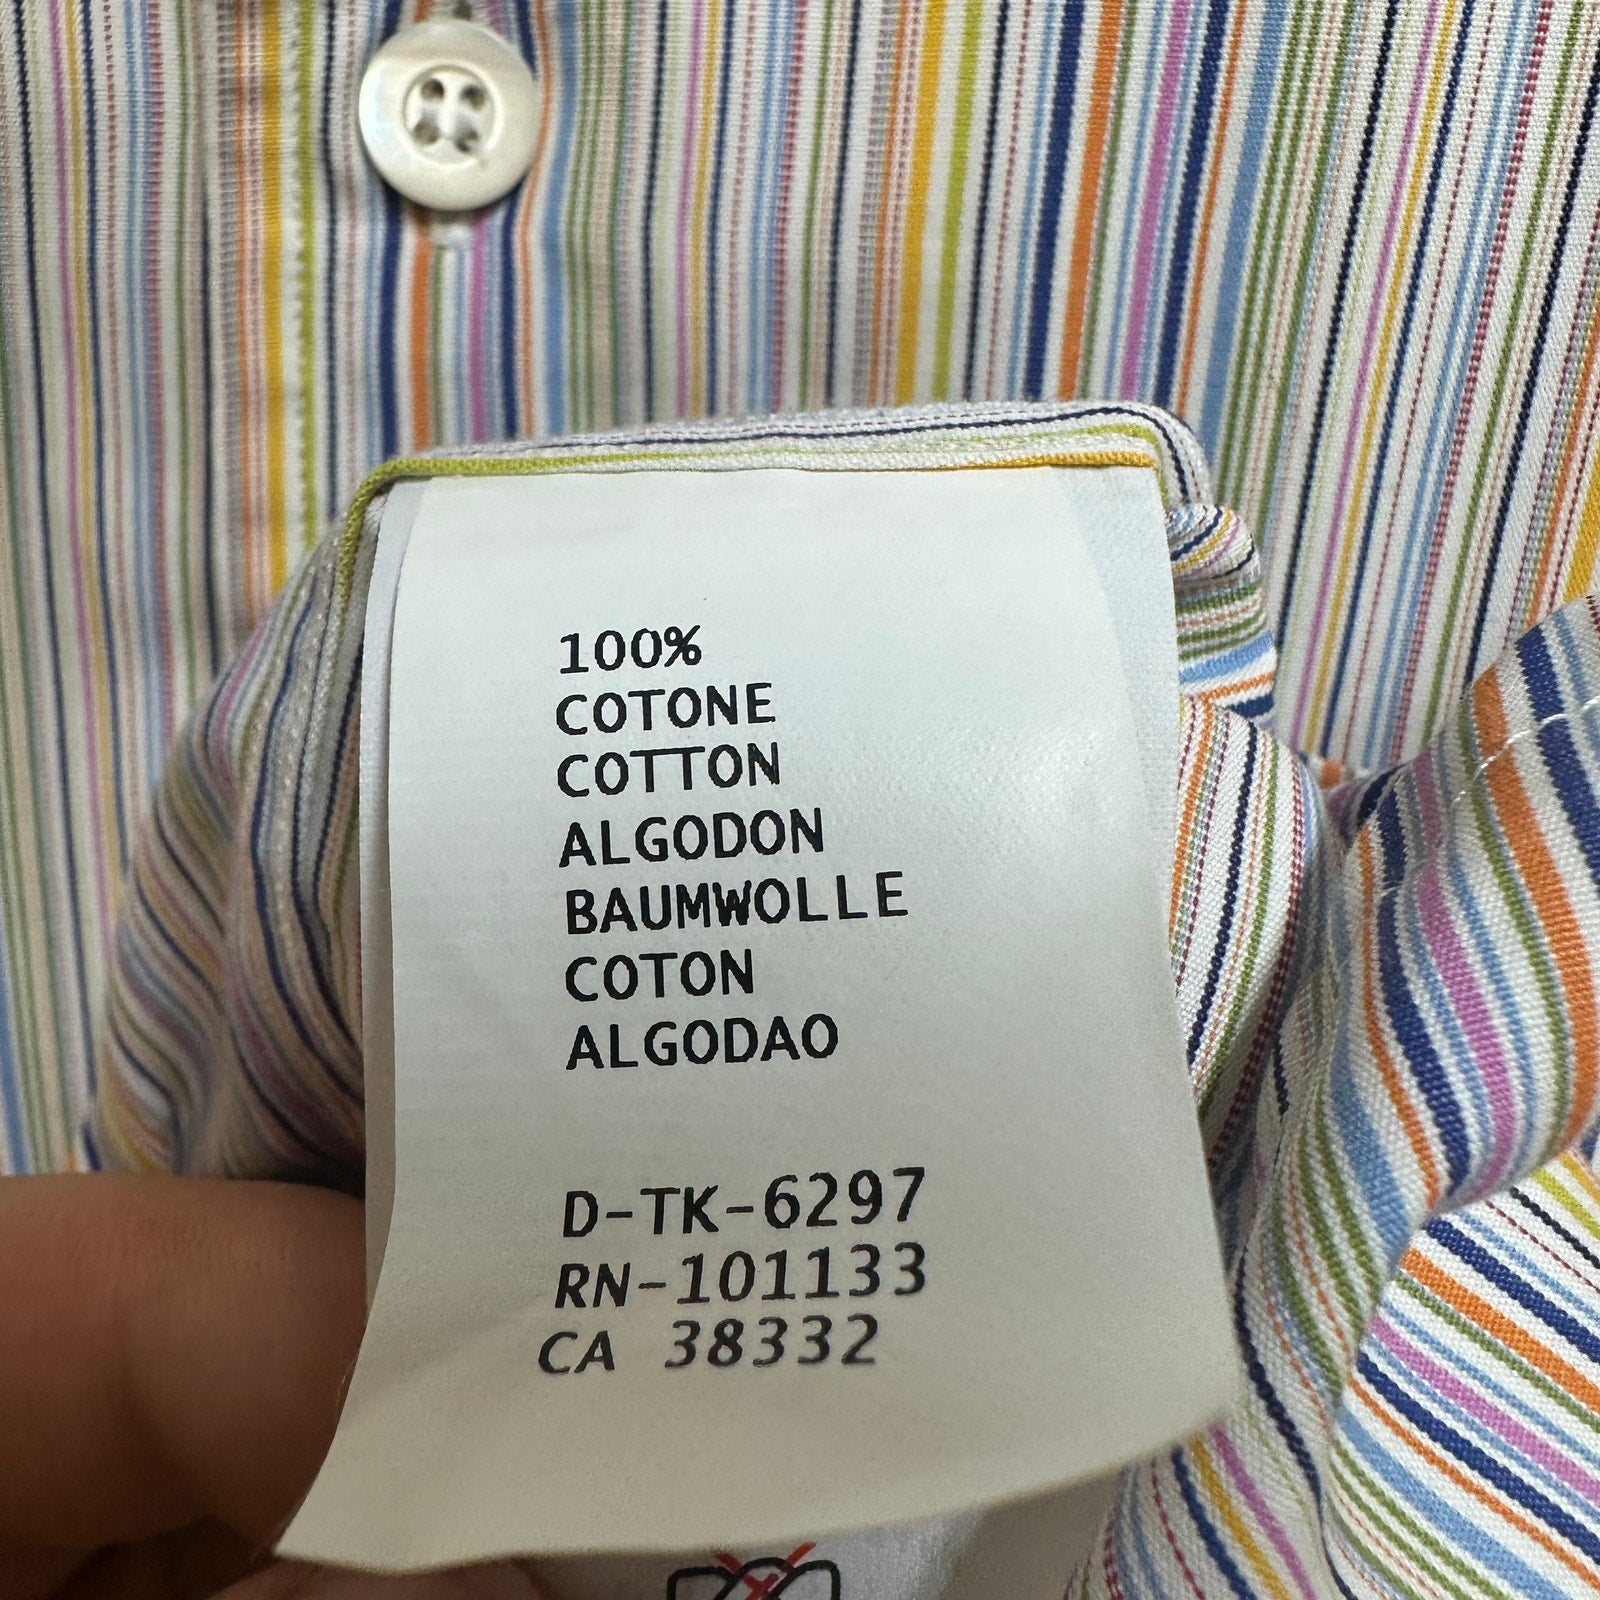 100%
COTONE
COTTON
ALGODON
BAUMWOLLE
COTON
ALGODAO
D-TK-6297
RN-101133
CA 38332